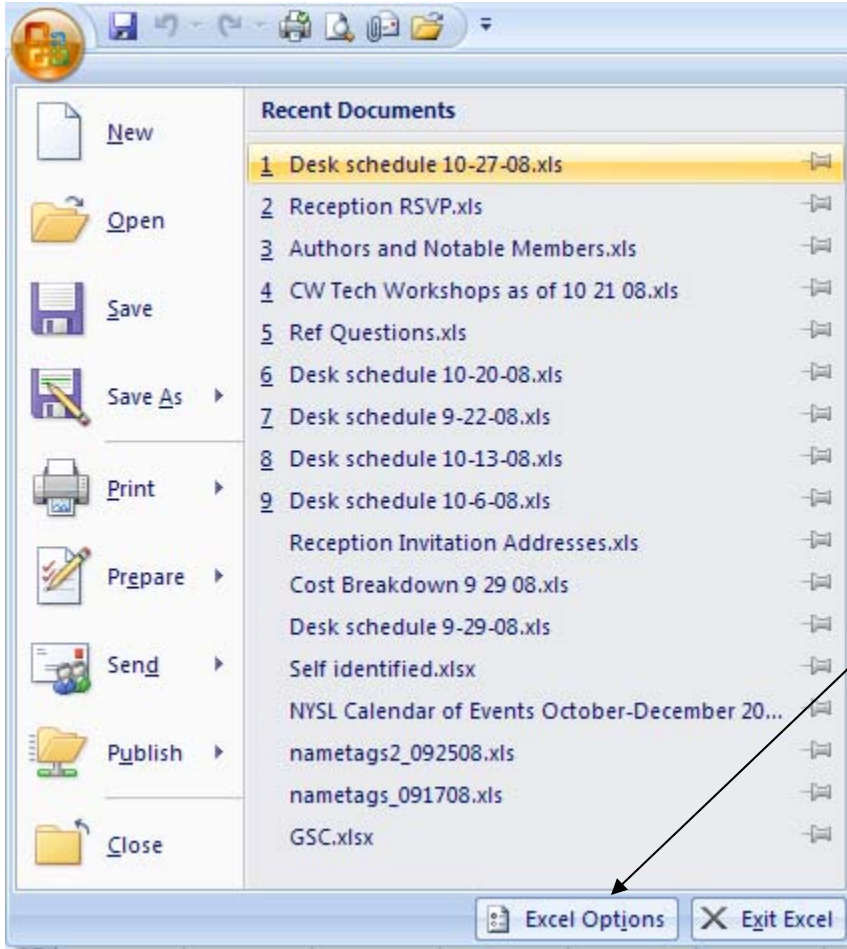 New
Open
Save
Save As
Print
Prepare
Send
Publish
Close
Recent Documents
1 Desk schedule 10-27-08.xls
2 Reception RSVP.xls
3 Authors and Notable Members.xls
4 CW Tech Workshops as of 10 21 08.xls
5 Ref Questions.xls
6 Desk schedule 10-20-08.xls
7 Desk schedule 9-22-08.xls
8 Desk schedule 10-13-08.xls
9 Desk schedule 10-6-08.xls
Reception Invitation Addresses.xls
Cost Breakdown 9 29 08.xls
Desk schedule 9-29-08.xls
Self identified.xlsx
NYSL Calendar of Events October-December 20...
nametags2_092508.xls
nametags_091708.xls
GSC.xlsx
Excel Options
Exit Excel